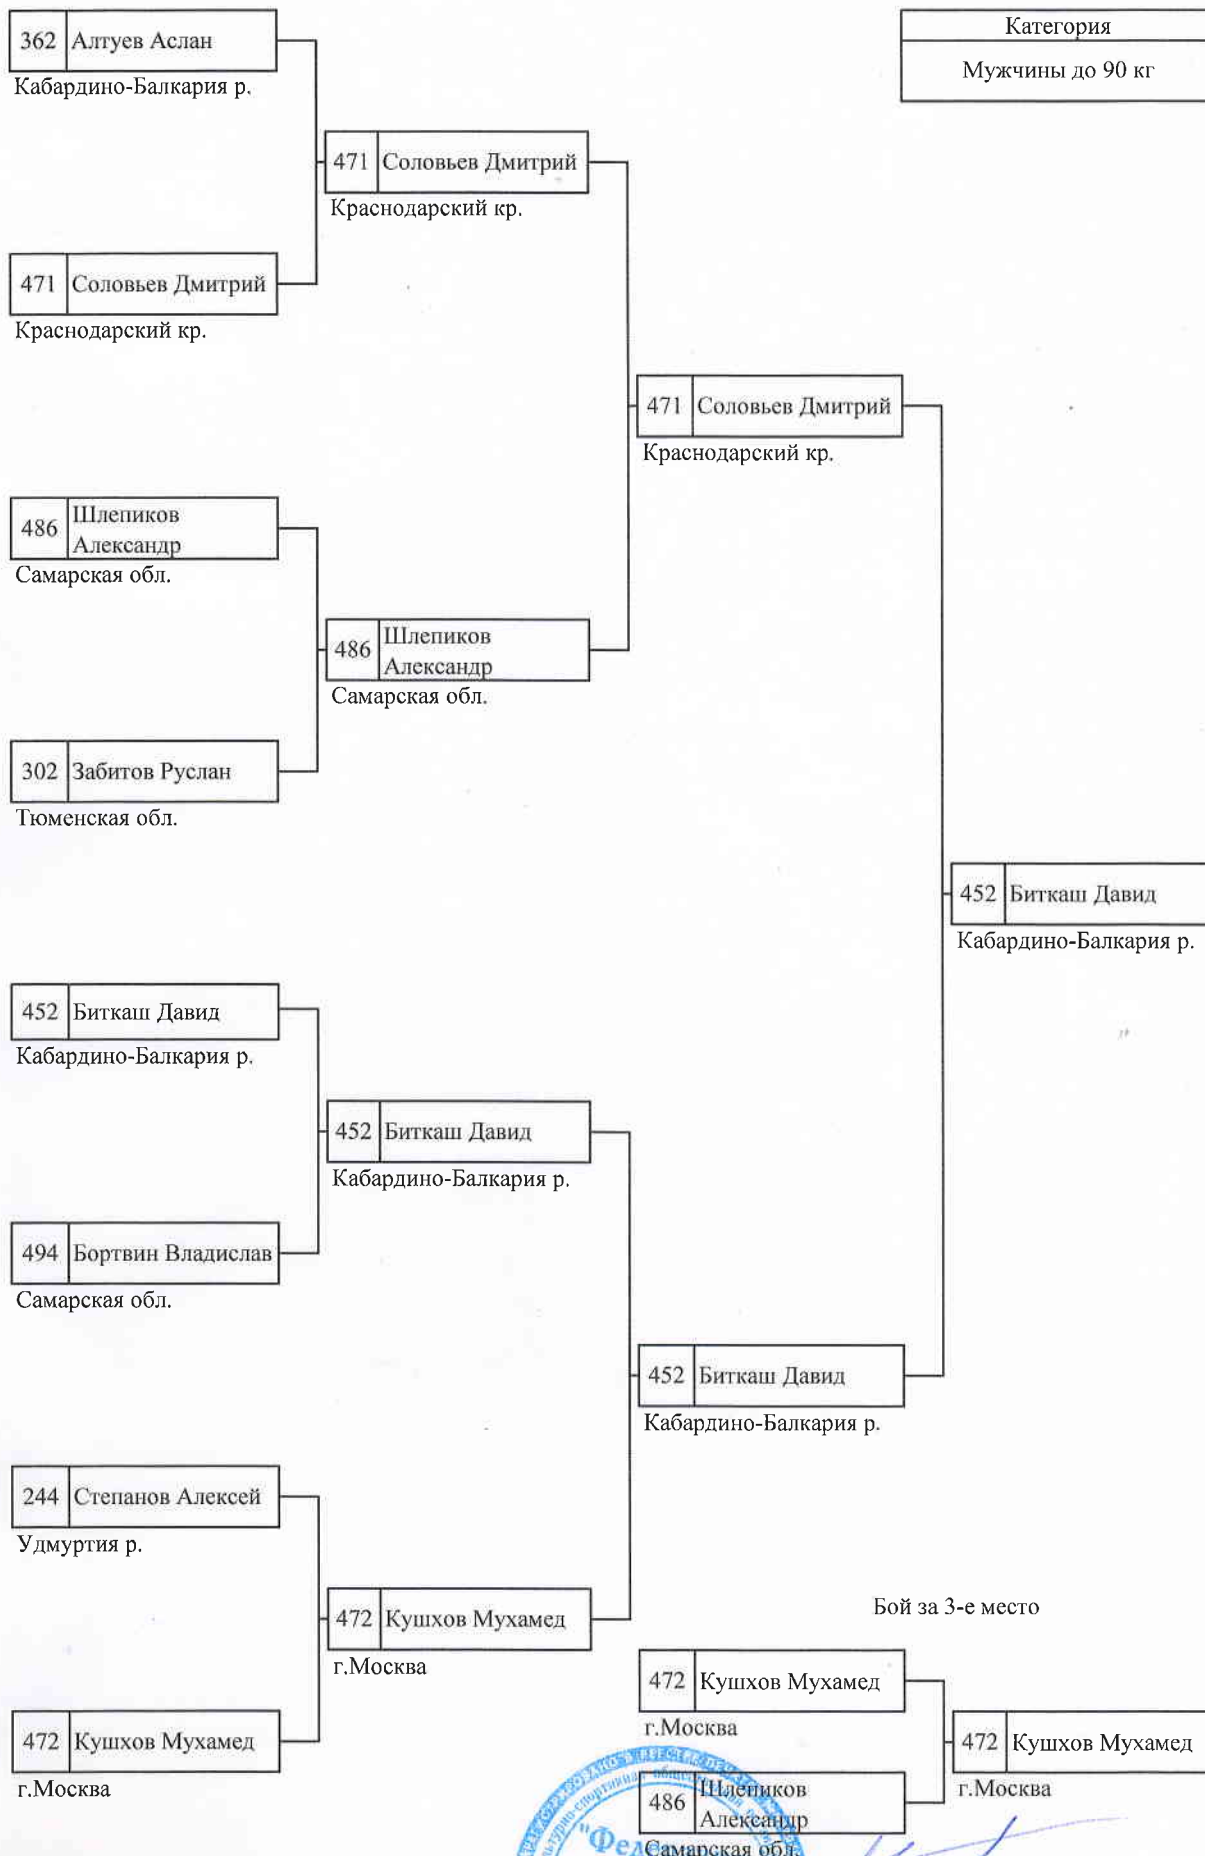 Категория
Мужчины до 90 кг
362 Алтуев Аслан
Кабардино-Балкария р.
471 Соловьев Дмитрий
Краснодарский кр.
471 Соловьев Дмитрий
Краснодарский кр.
471 Соловьев Дмитрий
Краснодарский кр.
486 Шлепиков
Александр
Самарская обл.
486 Шлепиков
Александр
Самарская обл.
302 Забитов Руслан
Тюменская обл.
452 Биткаш Давид
Кабардино-Балкария р.
452 Биткаш Давид
Кабардино-Балкария р.
452 Биткаш Давид
Кабардино-Балкария р.
494 Бортвин Владислав
Самарская обл.
452 Биткаш Давид
Кабардино-Балкария р.
244 Степанов Алексей
Удмуртия р.
472 Кушхов Мухамед
г.Москва
472 Кушхов Мухамед
г.Москва
Бой за 3-е место
472 Кушхов Мухамед
г.Москва
472 Кушхов Мухамед
г.Москва
486 Шлепиков
Александр
Самарская обл.